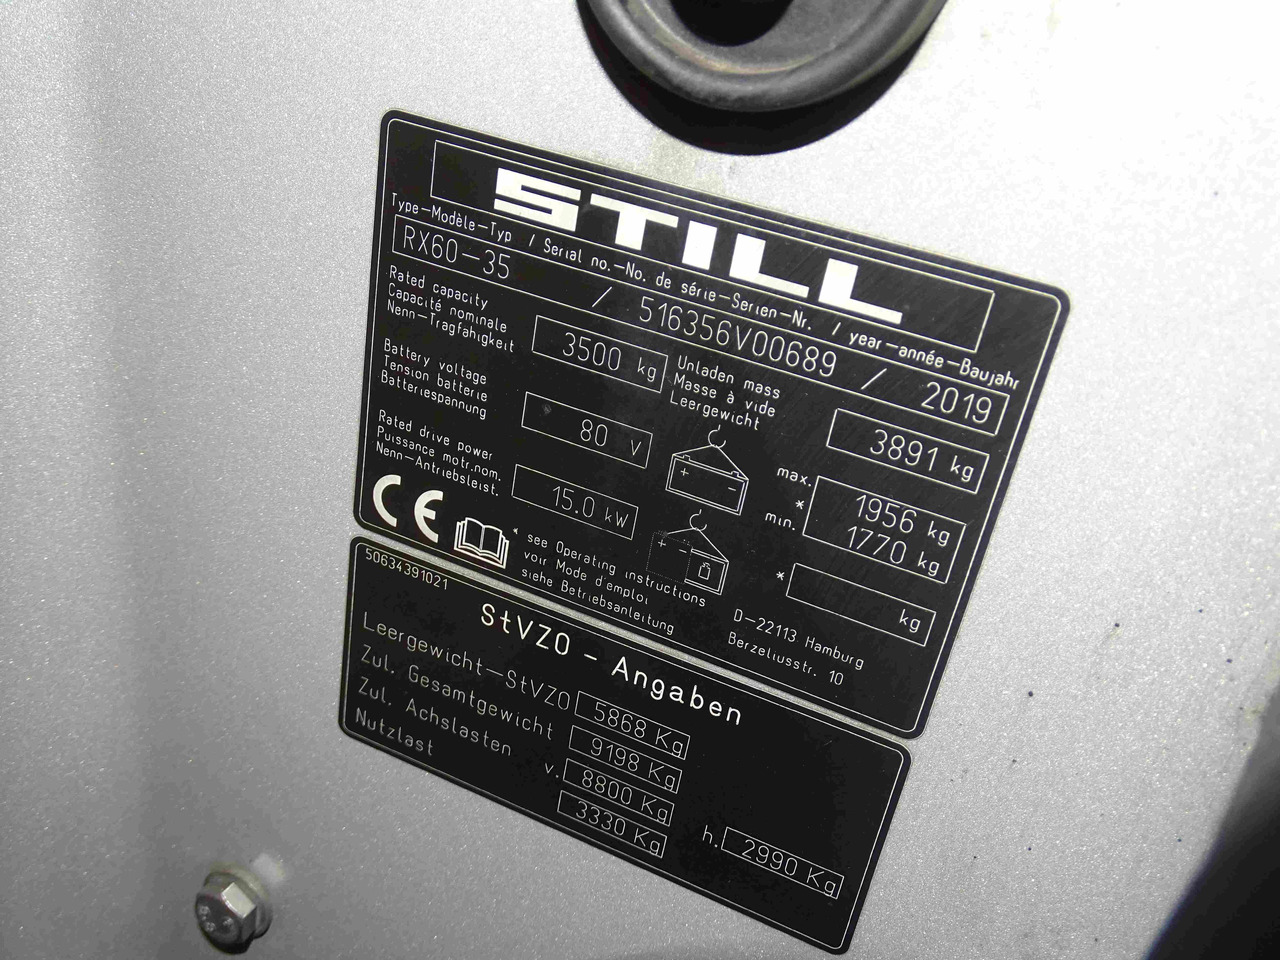 STILL
Type-Modèle-Typ / Serial no.-No. de série-Serien-Nr. / year-année-Baujahr
RX60-35 / 516356V00689 / 2019
Rated capacity
Capacité nominale
Nenn-Tragfähigkeit
3500 kg
Unladen mass
Masse à vide
Leergewicht
3891 kg
Battery voltage
Tension batterie
Batteriespannung
80 V
+ -
max. 1956 kg
*
min. 1770 kg
Rated drive power
Puissance motr.nom.
Nenn-Antriebsleist.
15.0 kW
+ -
* kg
CE
* see Operating instructions
voir Mode d'emploi
siehe Betriebsanleitung
D-22113 Hamburg
Berzeliusstr. 10
50634391021
StVZO - Angaben
Leergewicht-StVZO 5868 Kg
Zul. Gesamtgewicht 9198 Kg
Zul. Achslasten v. 8800 Kg h. 2990 Kg
Nutzlast 3330 Kg